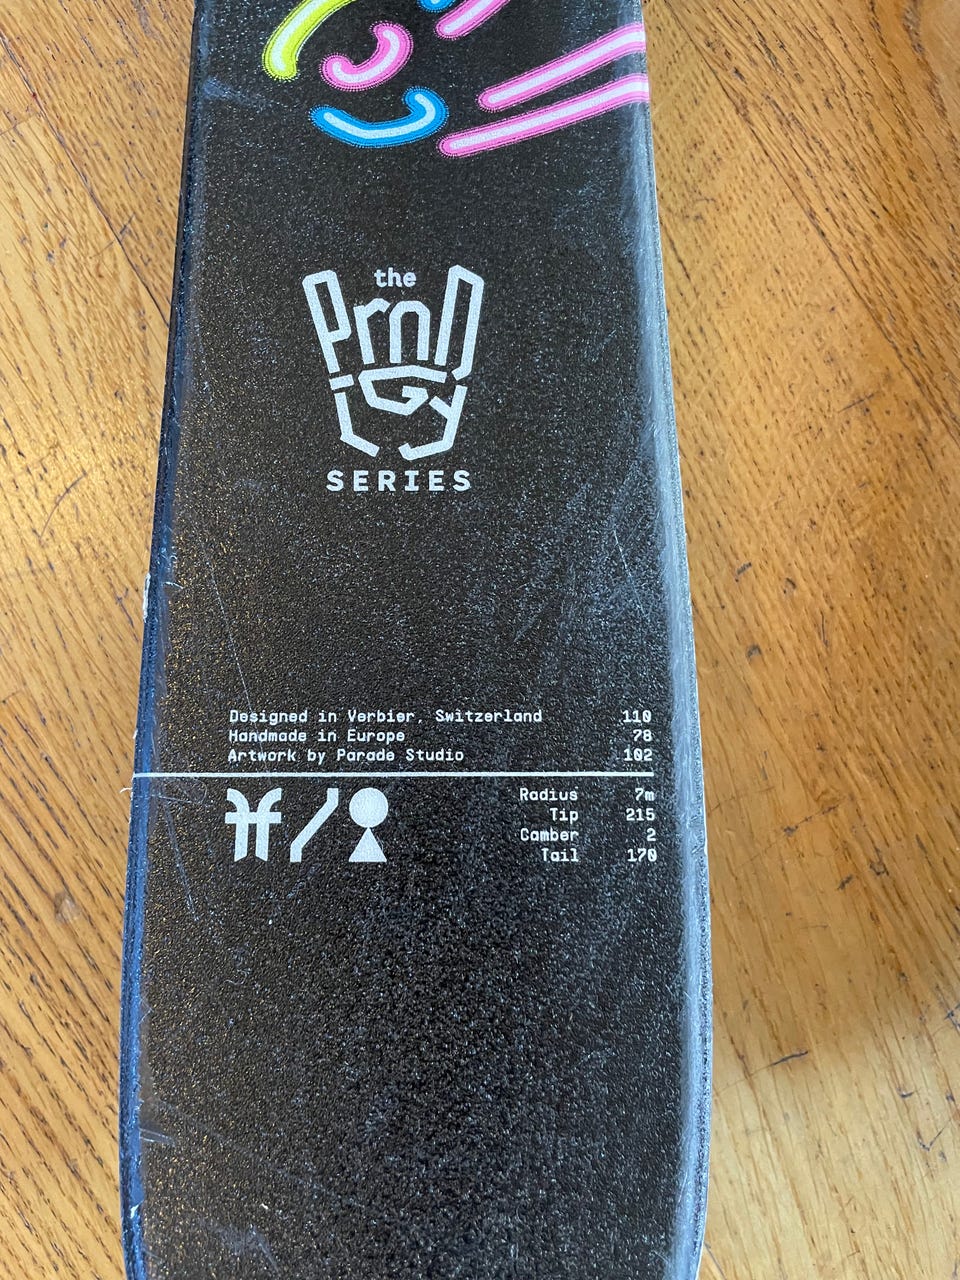 the
Prodigy
SERIES
Designed in Verbier, Switzerland 110
Handmade in Europe 78
Artwork by Parade Studio 102
Radius 7m
Tip 215
Camber 2
Tail 170